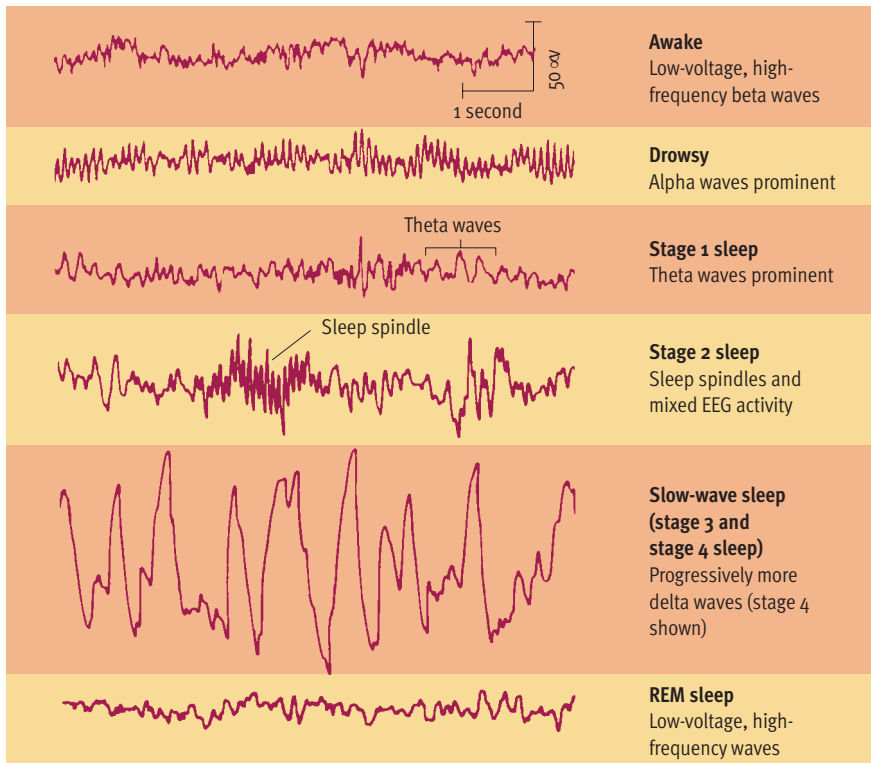 Awake
Low-voltage, high-
frequency beta waves
50 ∝v
1 second
Drowsy
Alpha waves prominent
Theta waves
Stage 1 sleep
Theta waves prominent
Sleep spindle
Stage 2 sleep
Sleep spindles and
mixed EEG activity
Slow-wave sleep
(stage 3 and
stage 4 sleep)
Progressively more
delta waves (stage 4
shown)
REM sleep
Low-voltage, high-
frequency waves